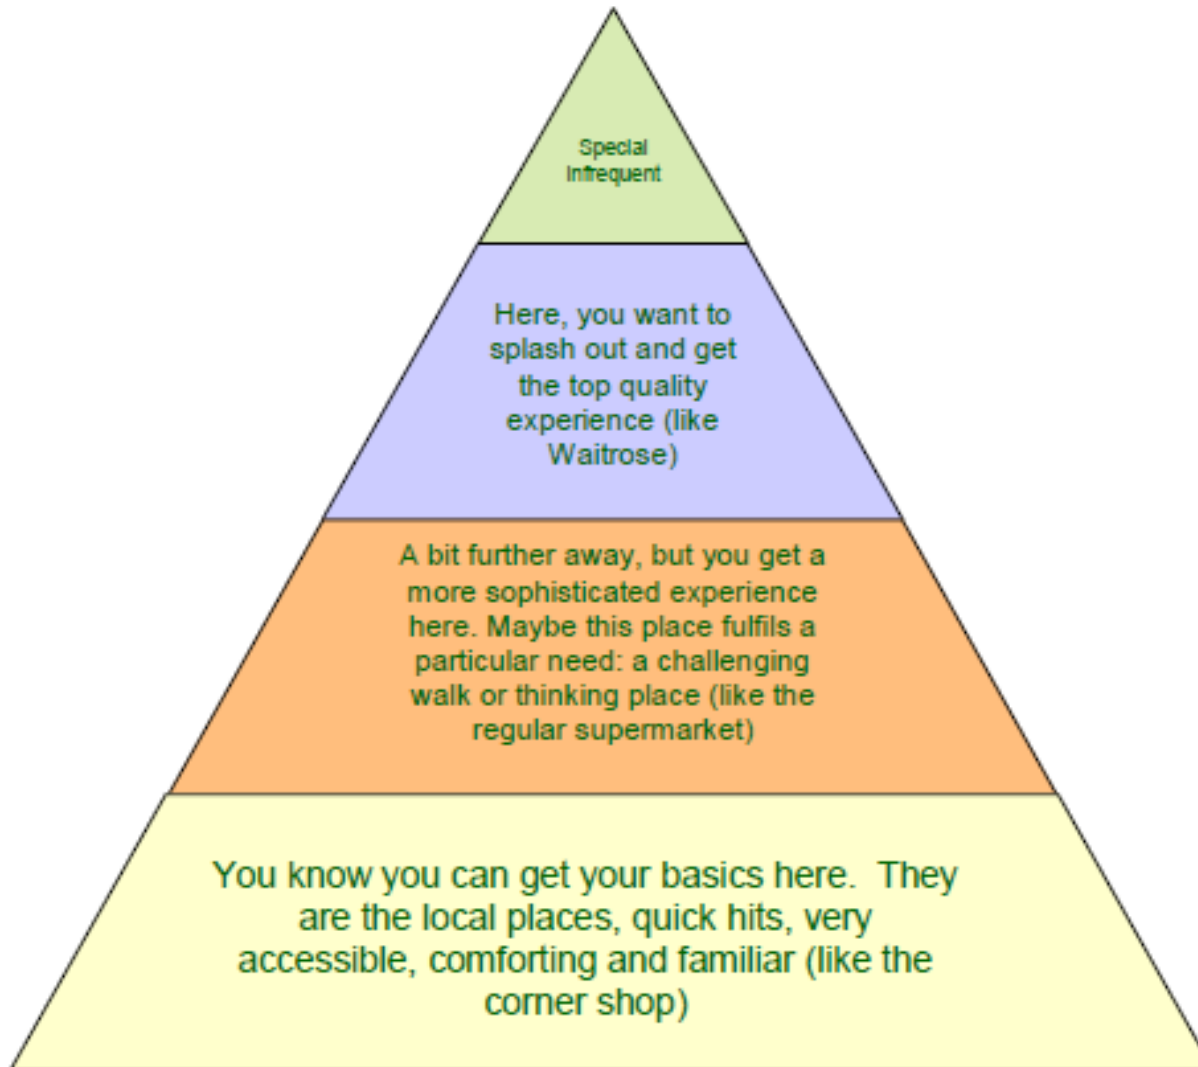 Special
Infrequent
Here, you want to
splash out and get
the top quality
experience (like
Waitrose)
A bit further away, but you get a
more sophisticated experience
here. Maybe this place fulfils a
particular need: a challenging
walk or thinking place (like the
regular supermarket)
You know you can get your basics here.  They
are the local places, quick hits, very
accessible, comforting and familiar (like the
corner shop)